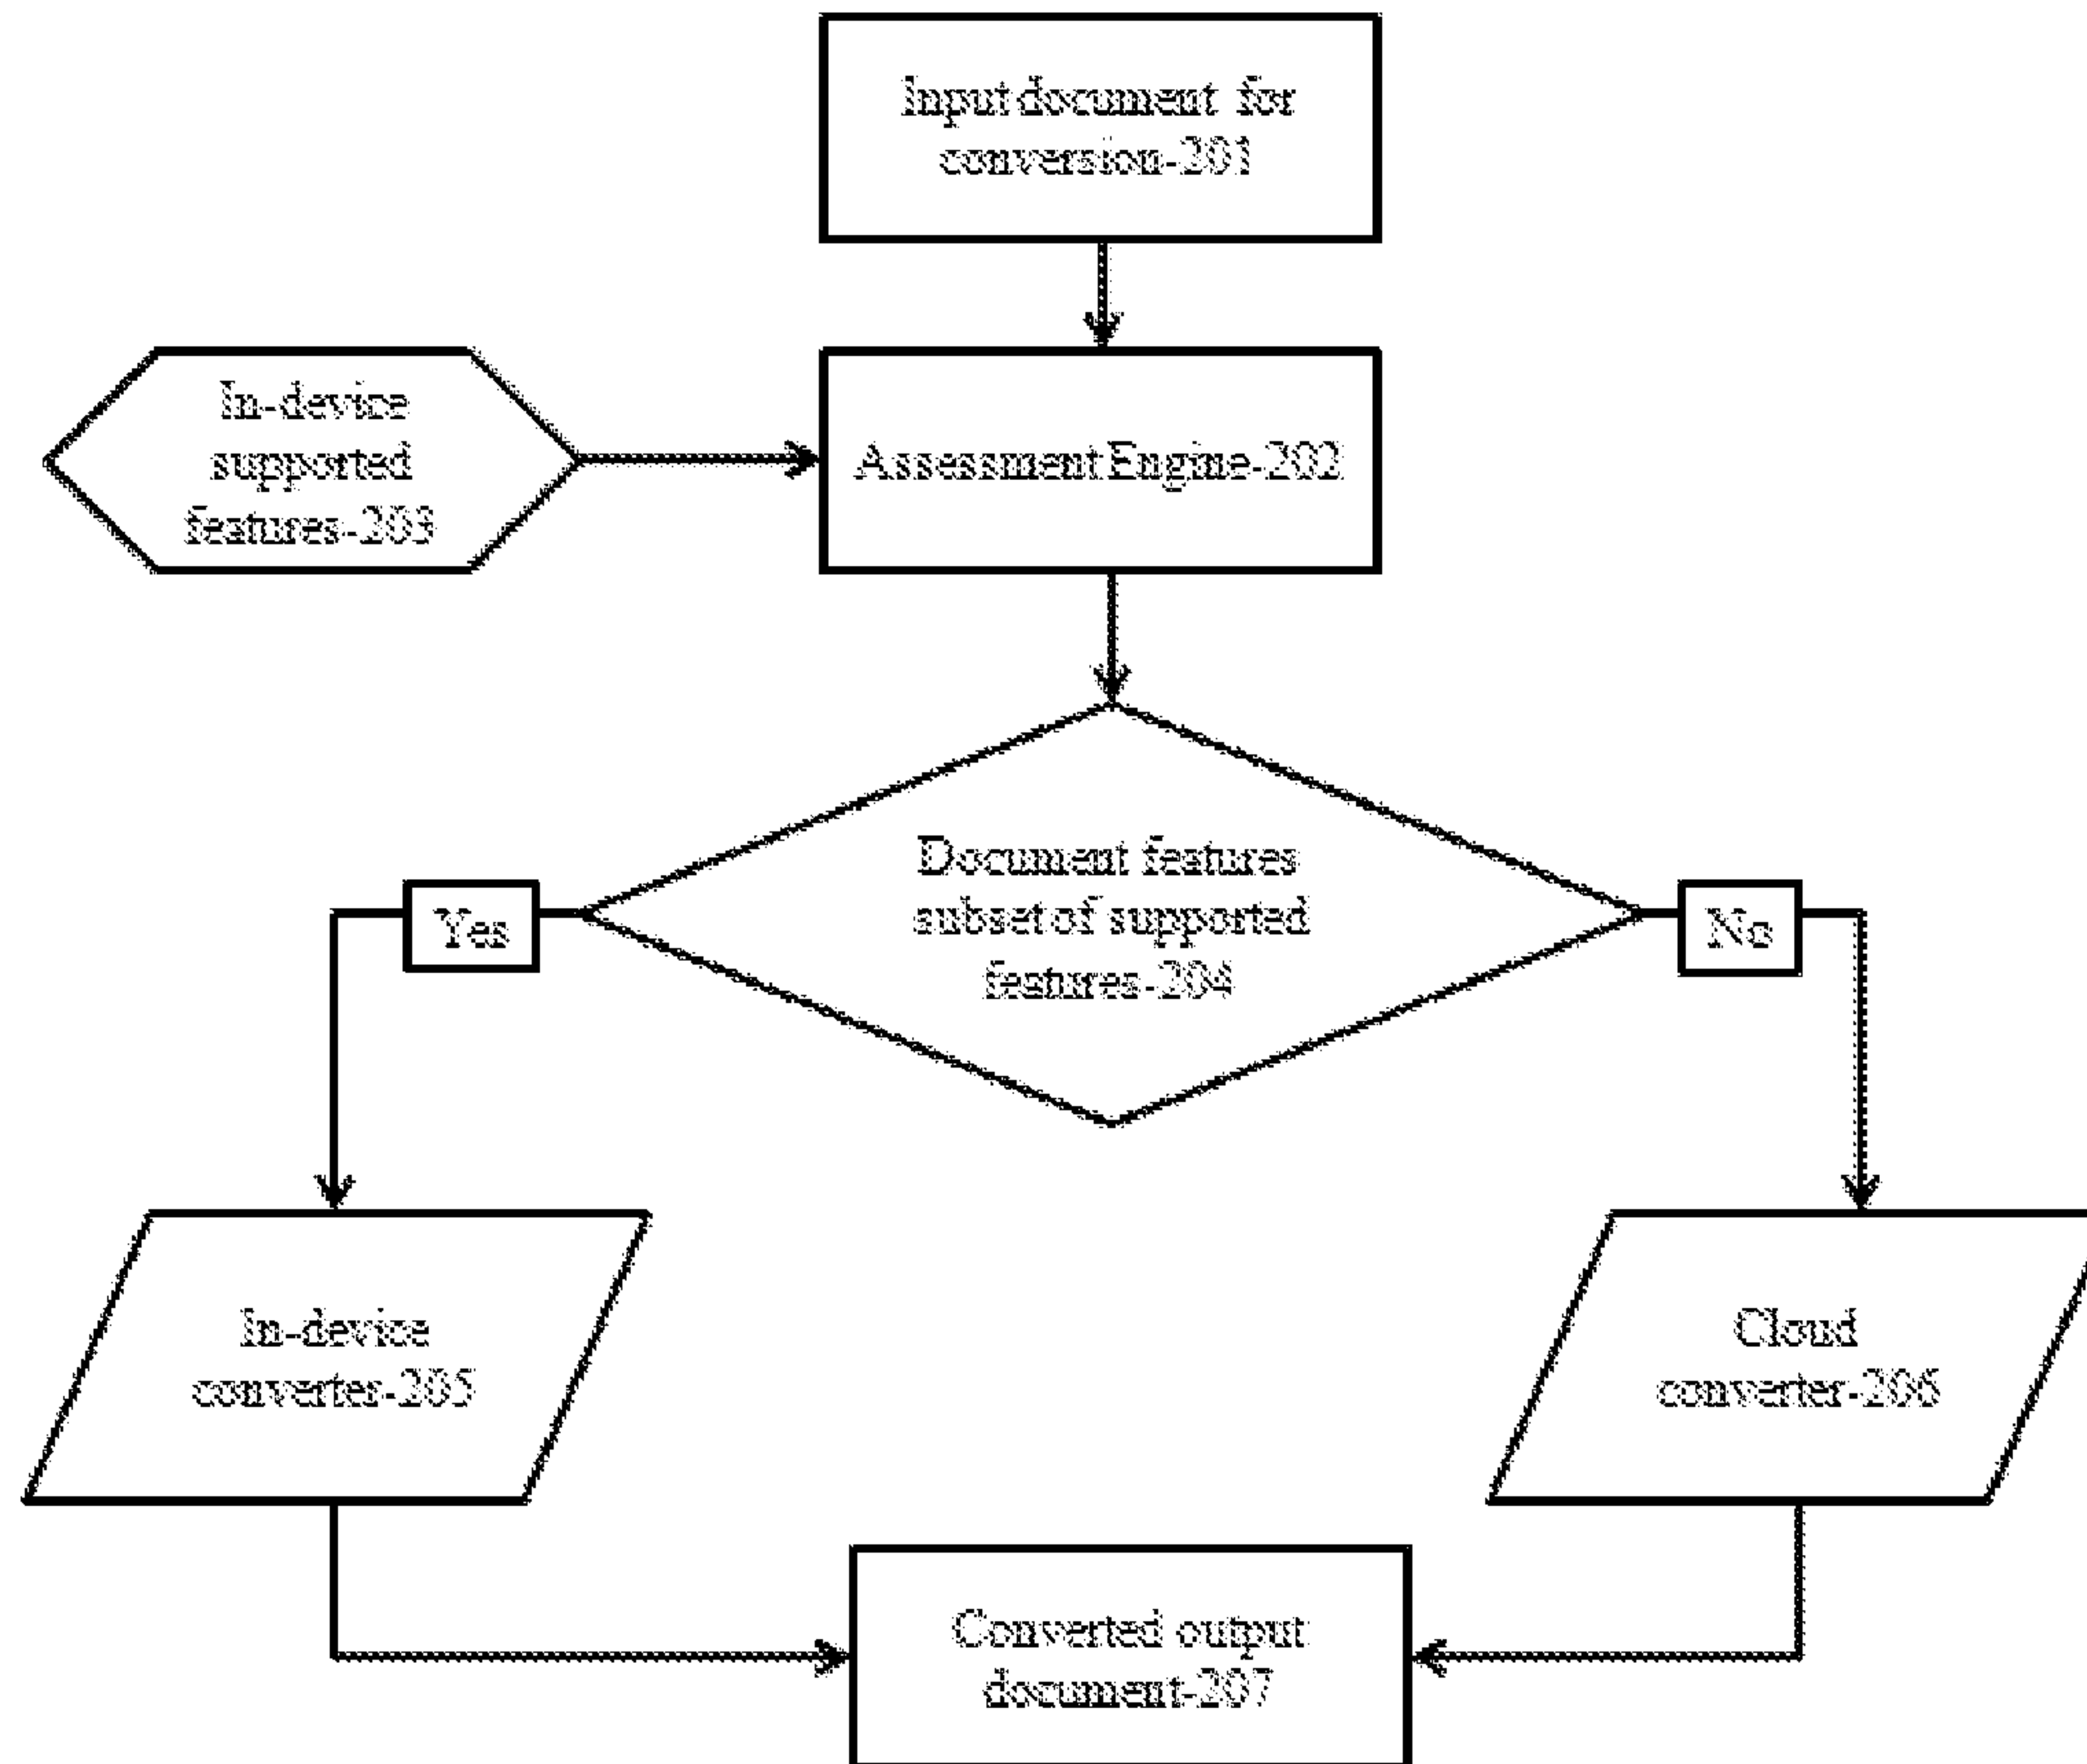 Input document for
conversion-201
In-device
supported
features-203
Assessment Engine-202
Document features
subset of supported
features-204
Yes
No
In-device
converter-205
Cloud
converter-206
Converted output
document-207